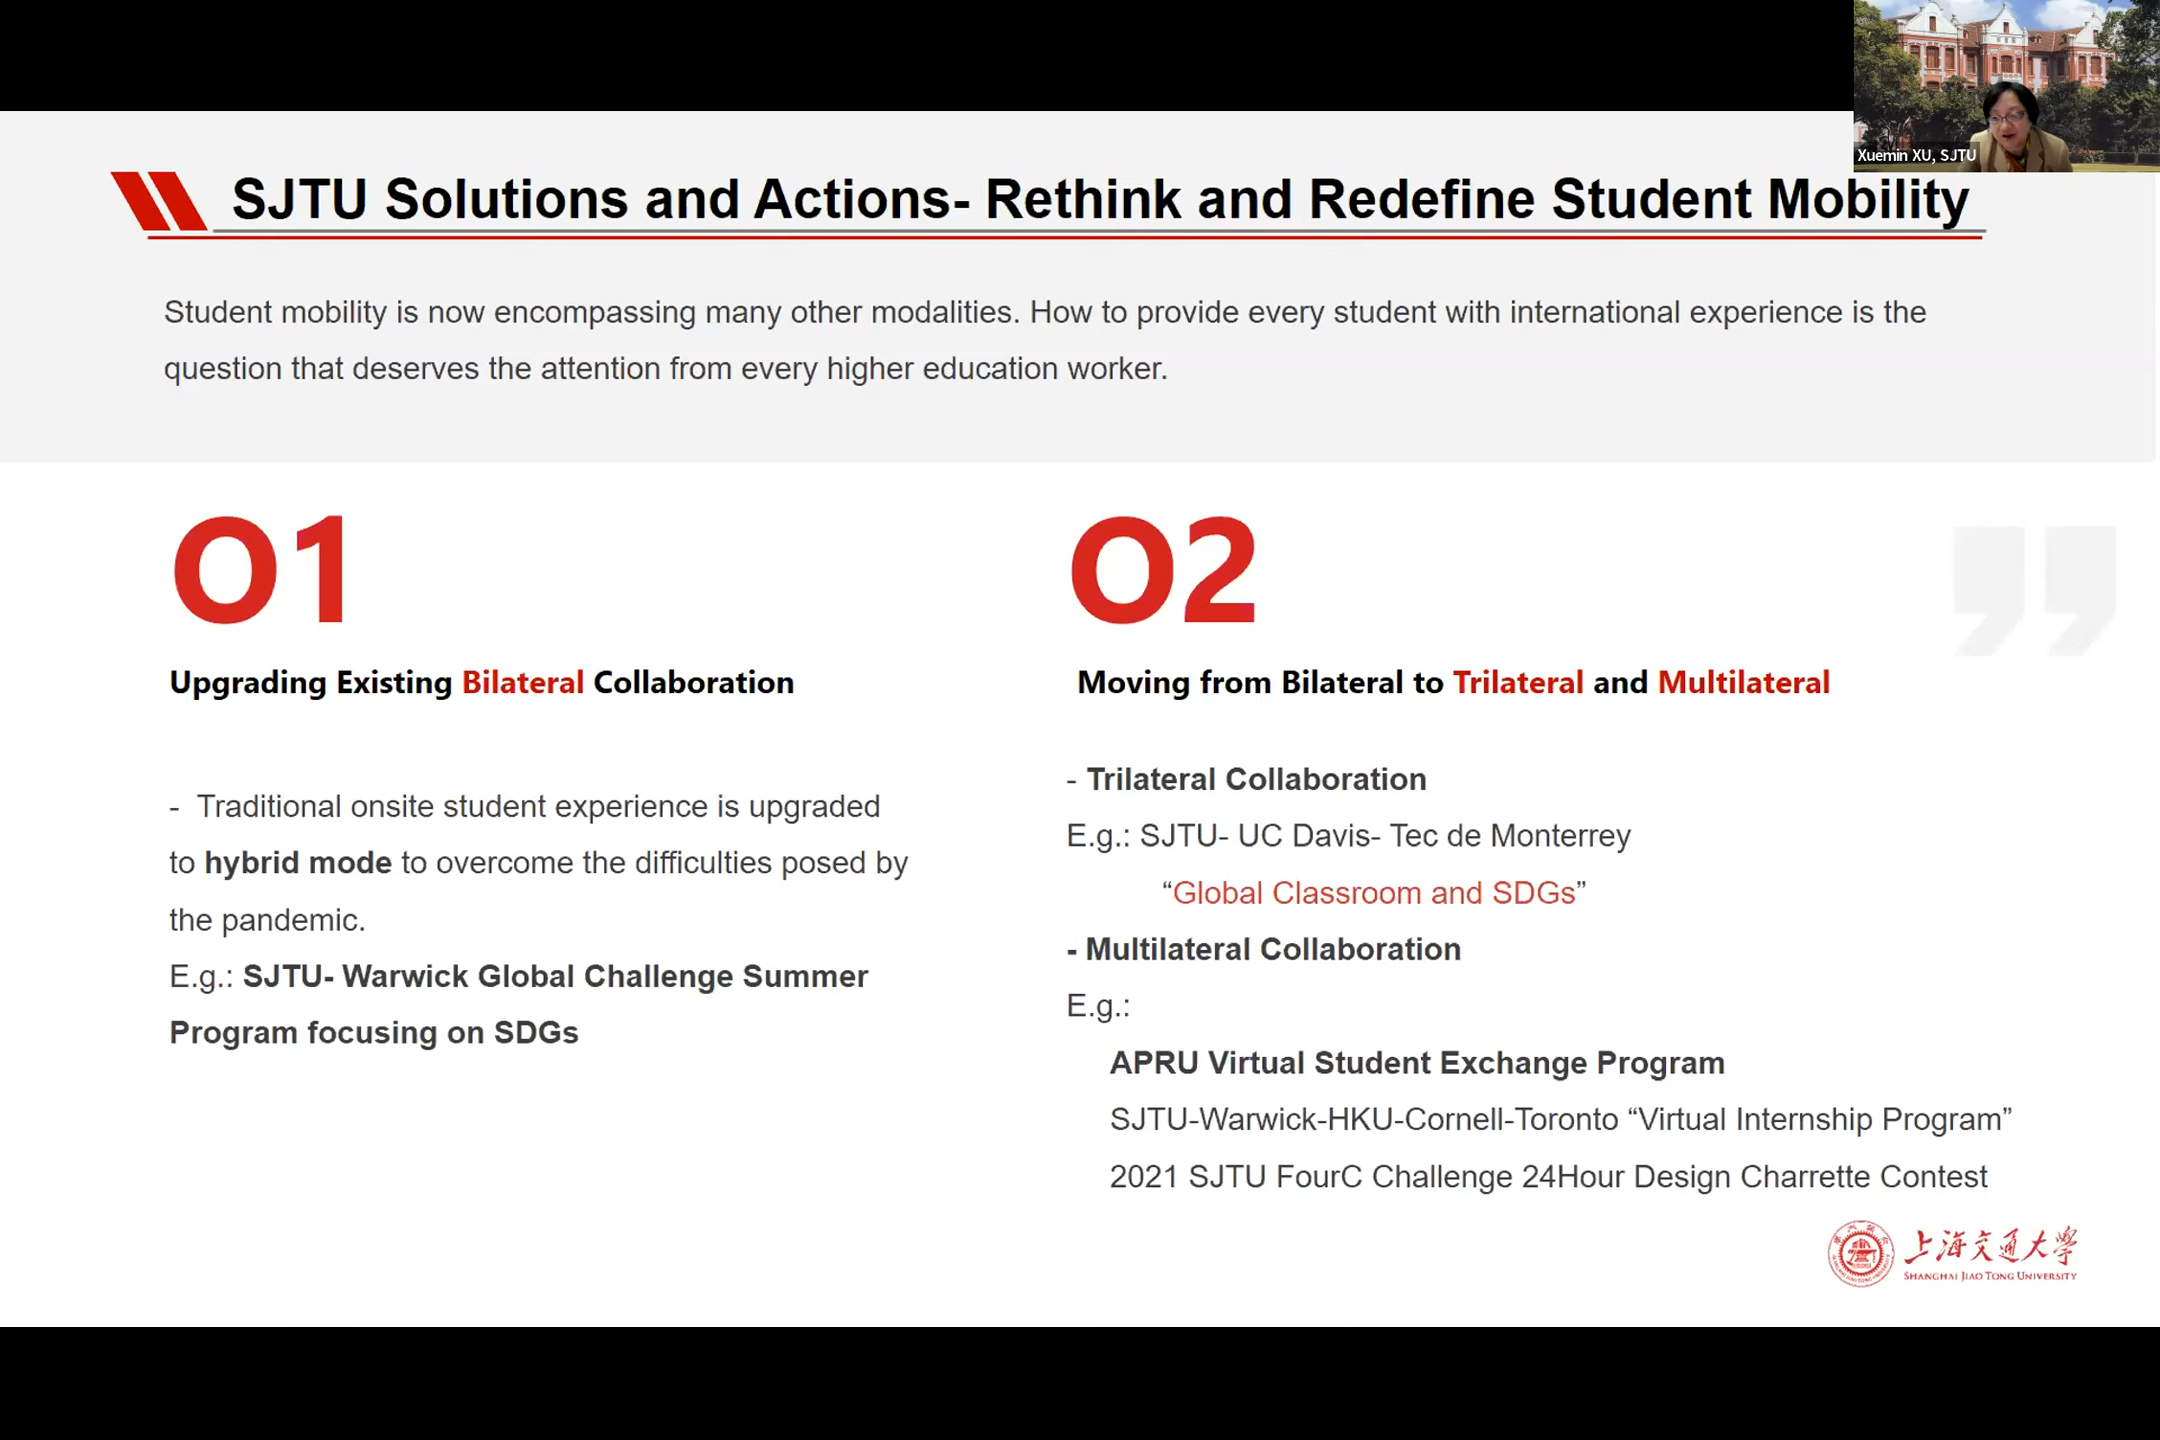 Xuemin XU, SJTU
SJTU Solutions and Actions- Rethink and Redefine Student Mobility
Student mobility is now encompassing many other modalities. How to provide every student with international experience is the
question that deserves the attention from every higher education worker.
01
Upgrading Existing Bilateral Collaboration
- Traditional onsite student experience is upgraded
to hybrid mode to overcome the difficulties posed by
the pandemic.
E.g.: SJTU- Warwick Global Challenge Summer
Program focusing on SDGs
02
Moving from Bilateral to Trilateral and Multilateral
- Trilateral Collaboration
E.g.: SJTU- UC Davis- Tec de Monterrey
“Global Classroom and SDGs”
- Multilateral Collaboration
E.g.:
APRU Virtual Student Exchange Program
SJTU-Warwick-HKU-Cornell-Toronto “Virtual Internship Program”
2021 SJTU FourC Challenge 24Hour Design Charrette Contest
上海交通大學
SHANGHAI JIAO TONG UNIVERSITY